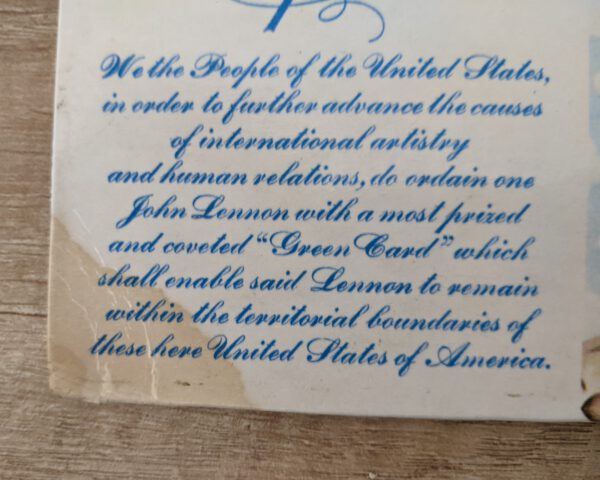 We the People of the United States,
in order to further advance the causes
of international artistry
and human relations, do ordain one
John Lennon with a most prized
and coveted "Green Card" which
shall enable said Lennon to remain
within the territorial boundaries of
these here United States of America.